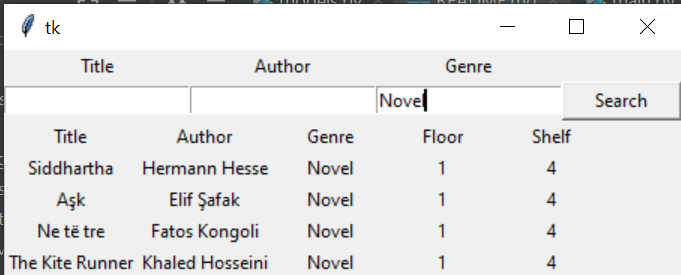 tk
Title Author Genre
Novel Search
Title Author Genre Floor Shelf
Siddhartha Hermann Hesse Novel 1 4
Aşk Elif Şafak Novel 1 4
Ne të tre Fatos Kongoli Novel 1 4
The Kite Runner Khaled Hosseini Novel 1 4